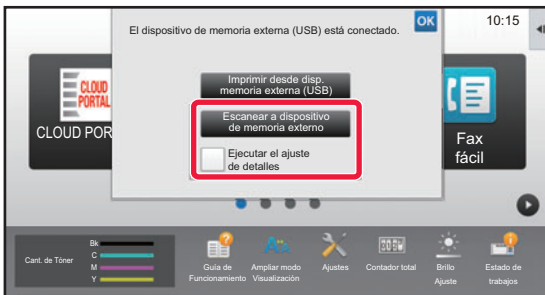 El dispositivo de memoria externa (USB) está conectado.
OK
10:15
Imprimir desde disp.
memoria externa (USB)
Escanear a dispositivo
de memoria externo
Ejecutar el ajuste
de detalles
CLOUD
PORTAL
CLOUD POR
Fax
fácil
Cant. de Tóner
Bk
C
M
Y
Guía de
Funcionamiento
Ampliar modo
Visualización
Ajustes
Contador total
Brillo
Ajuste
Estado de
trabajos